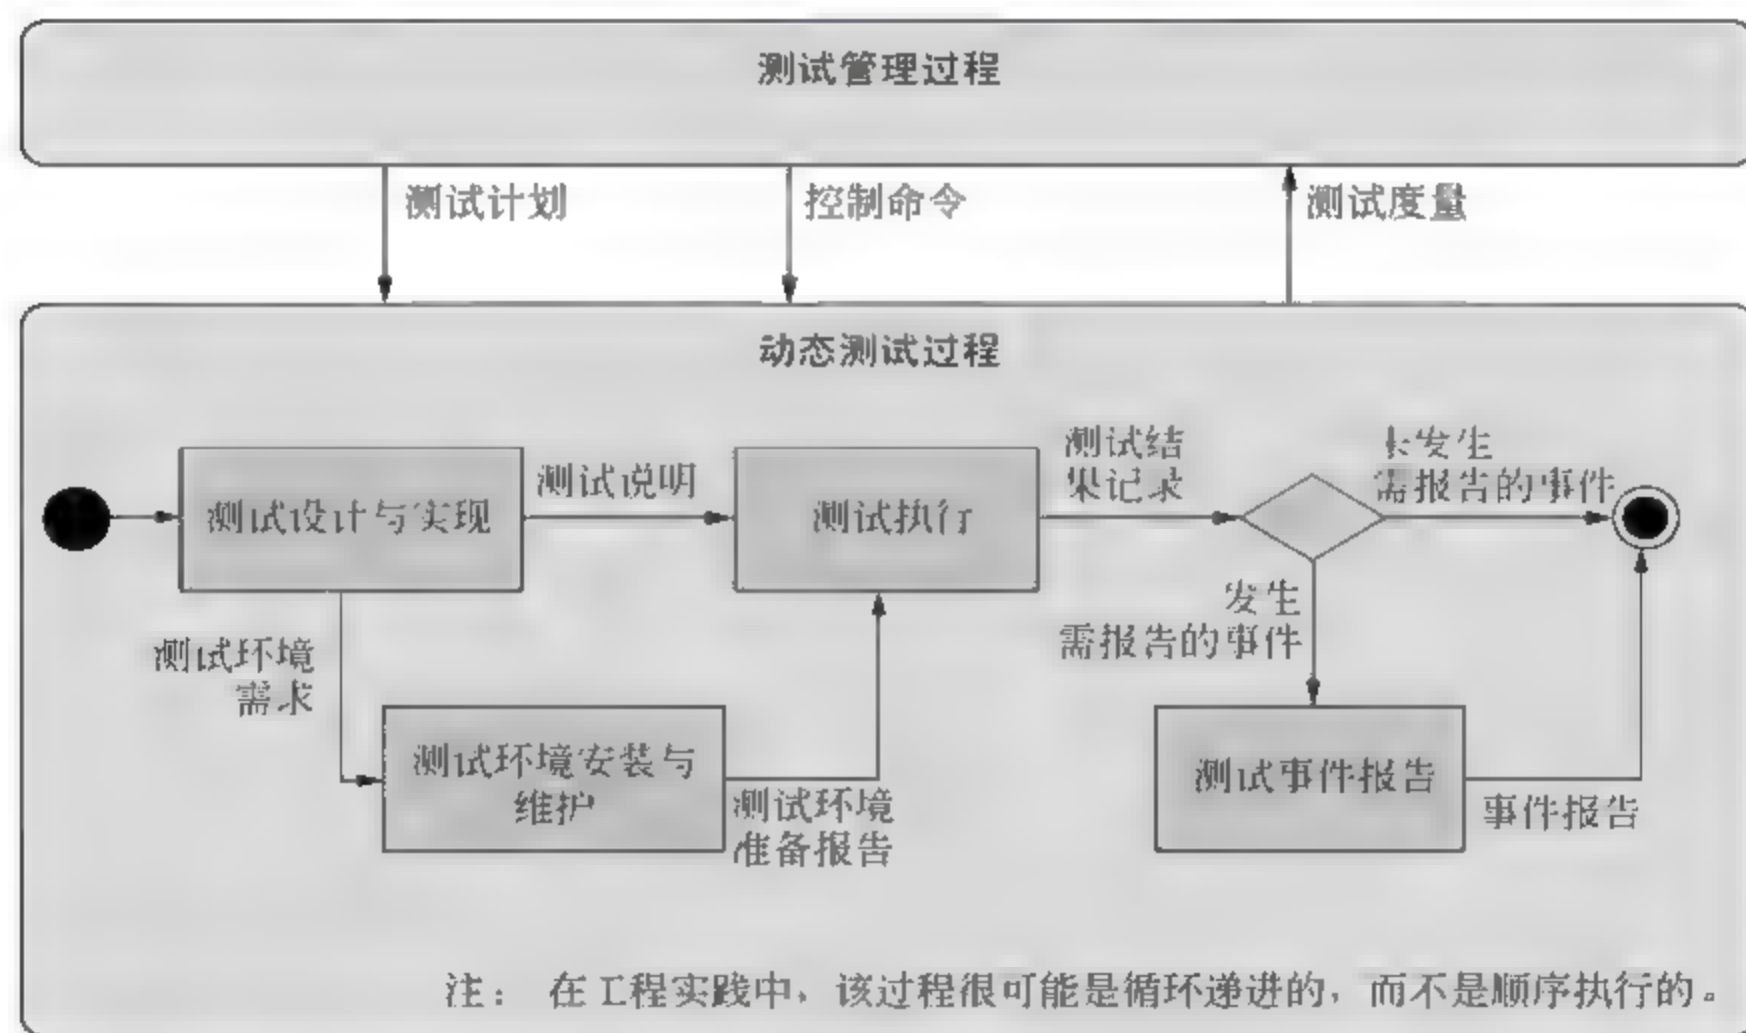 测试管理过程
测试计划
控制命令
测试度量
动态测试过程
测试设计与实现
测试说明
测试执行
测试结
果记录
发生
需报告的事件
发生
需报告的事件
测试环境
需求
测试环境安装与
维护
测试环境
准备报告
测试事件报告
事件报告
注： 在工程实践中，该过程很可能是循环递进的，而不是顺序执行的。